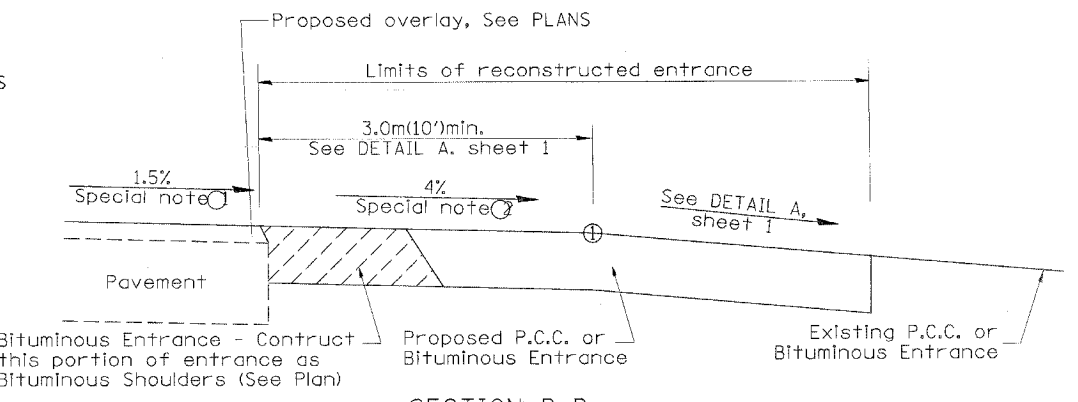 Proposed overlay, See PLANS
S
Limits of reconstructed entrance
3.0m(10')min.
See DETAIL A. sheet 1
1.5%
Special note 1
4%
Special note 2
See DETAIL A,
sheet 1
1
Pavement
Bituminous Entrance - Contruct
this portion of entrance as
Bituminous Shoulders (See Plan)
Proposed P.C.C. or
Bituminous Entrance
Existing P.C.C. or
Bituminous Entrance